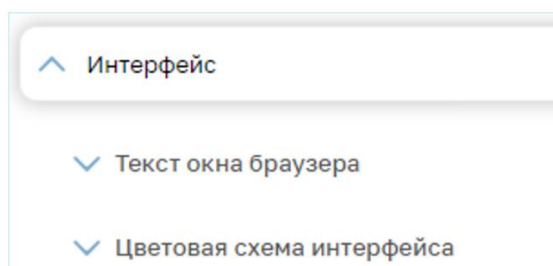 Интерфейс
Текст окна браузера
Цветовая схема интерфейса